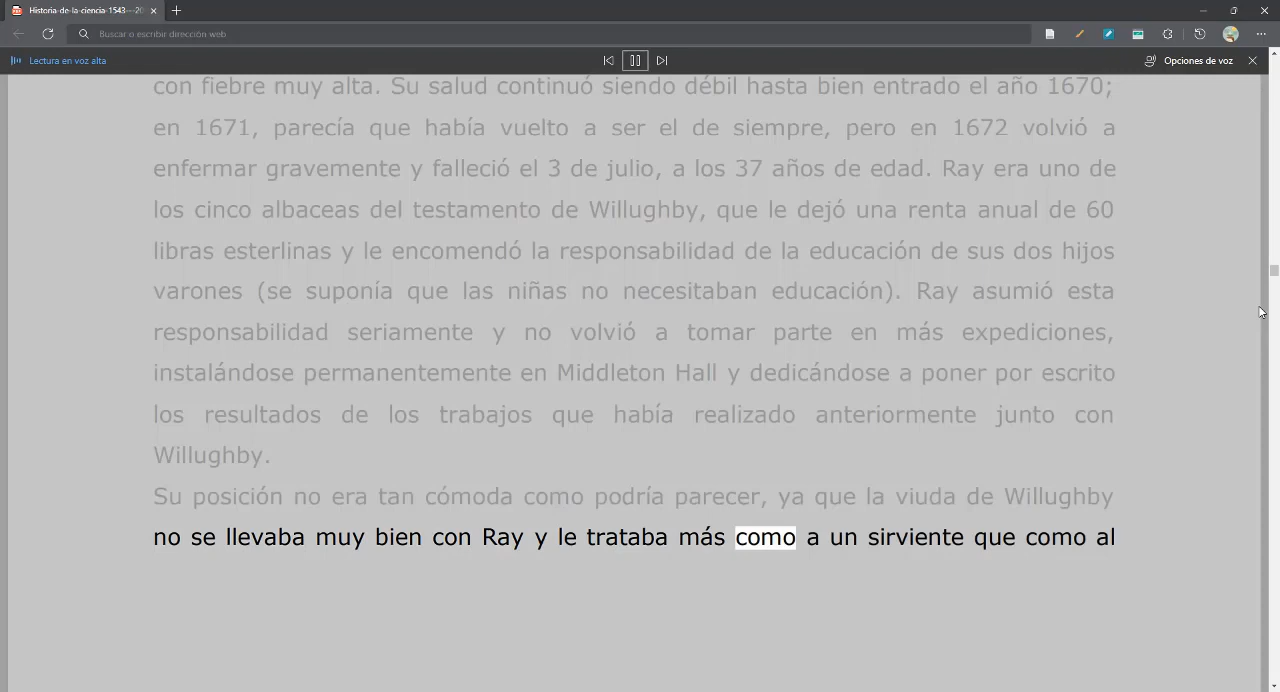 Historia-de-la-ciencia-1543---20
Buscar o escribir dirección web
Lectura en voz alta
Opciones de voz
con fiebre muy alta. Su salud continuó siendo débil hasta bien entrado el año 1670;
en 1671, parecía que había vuelto a ser el de siempre, pero en 1672 volvió a
enfermar gravemente y falleció el 3 de julio, a los 37 años de edad. Ray era uno de
los cinco albaceas del testamento de Willughby, que le dejó una renta anual de 60
libras esterlinas y le encomendó la responsabilidad de la educación de sus dos hijos
varones (se suponía que las niñas no necesitaban educación). Ray asumió esta
responsabilidad seriamente y no volvió a tomar parte en más expediciones,
instalándose permanentemente en Middleton Hall y dedicándose a poner por escrito
los resultados de los trabajos que había realizado anteriormente junto con
Willughby.
Su posición no era tan cómoda como podría parecer, ya que la viuda de Willughby
no se llevaba muy bien con Ray y le trataba más como a un sirviente que como al